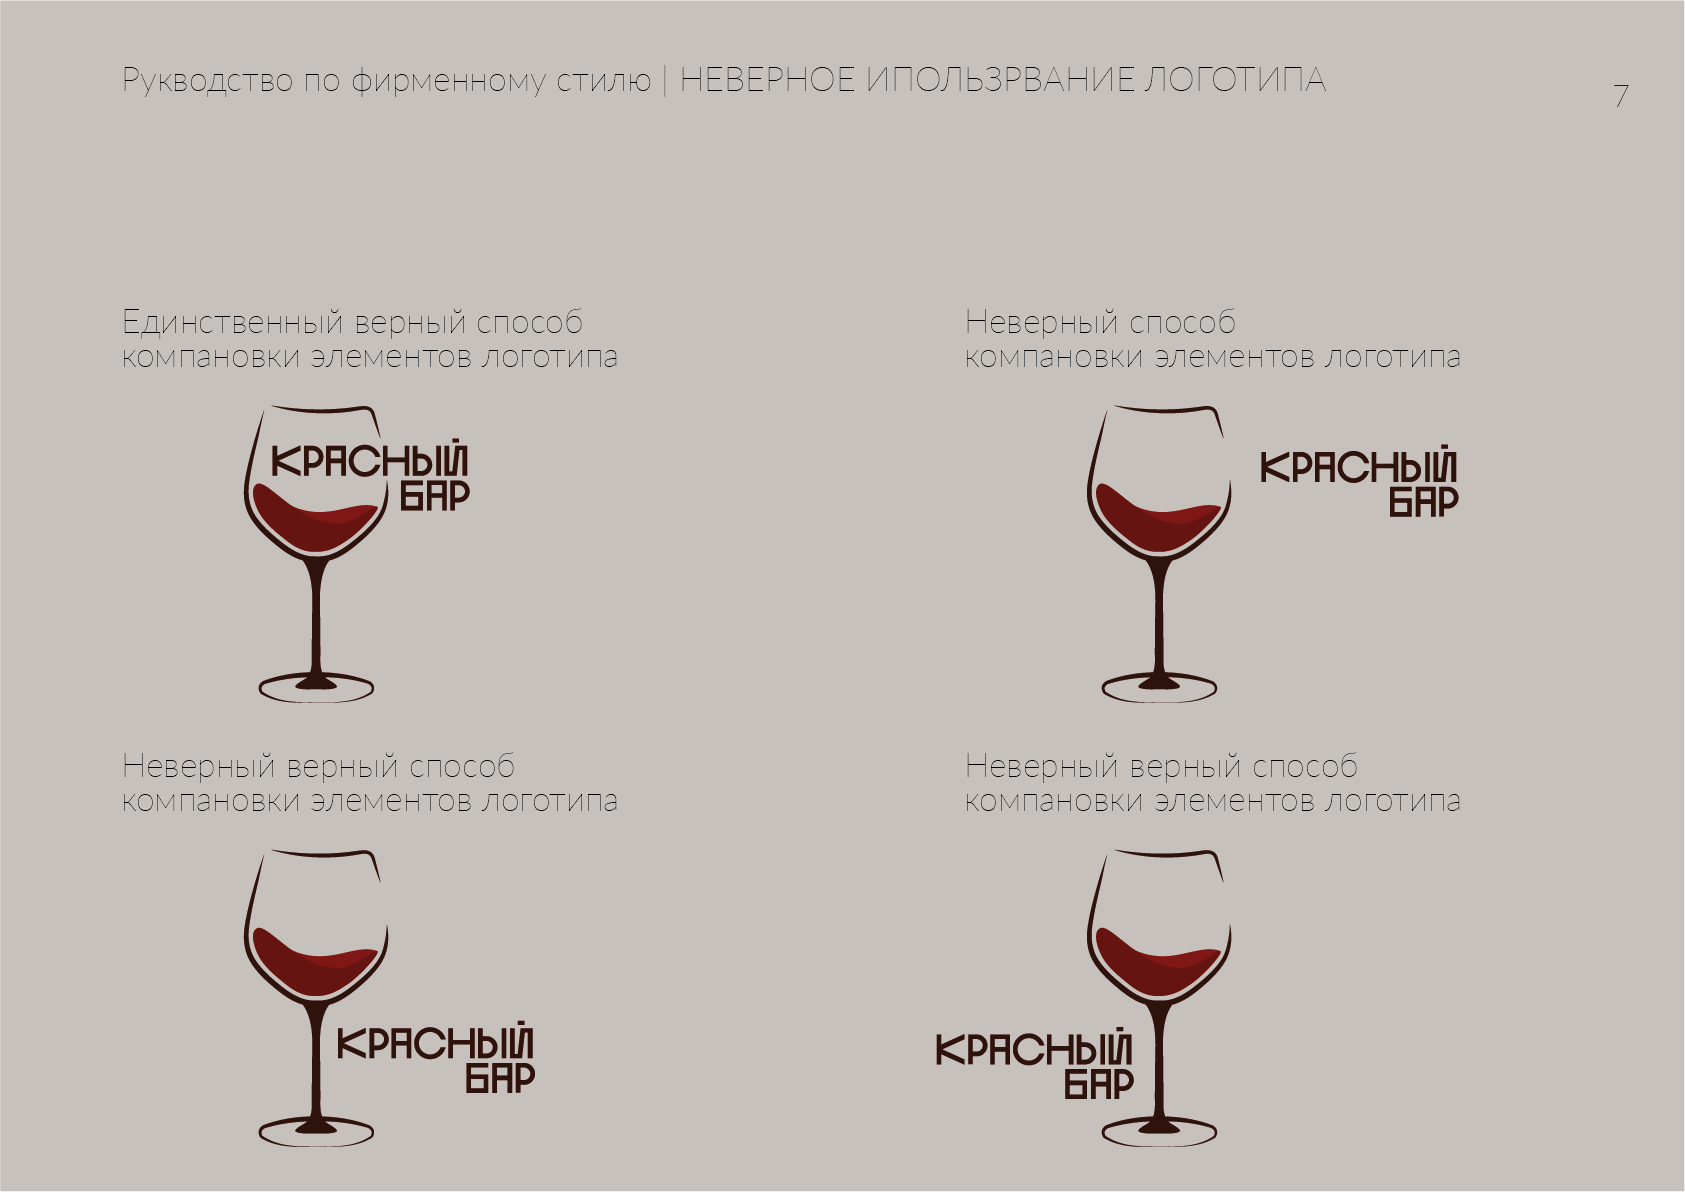 Рукводство по фирменному стилю | НЕВЕРНОЕ ИПОЛЬЗРВАНИЕ ЛОГОТИПА
7
Единственный верный способ
компановки элементов логотипа
КРАСНЫЙ
БАР
Неверный способ
компановки элементов логотипа
КРАСНЫЙ
БАР
Неверный верный способ
компановки элементов логотипа
КРАСНЫЙ
БАР
Неверный верный способ
компановки элементов логотипа
КРАСНЫЙ
БАР